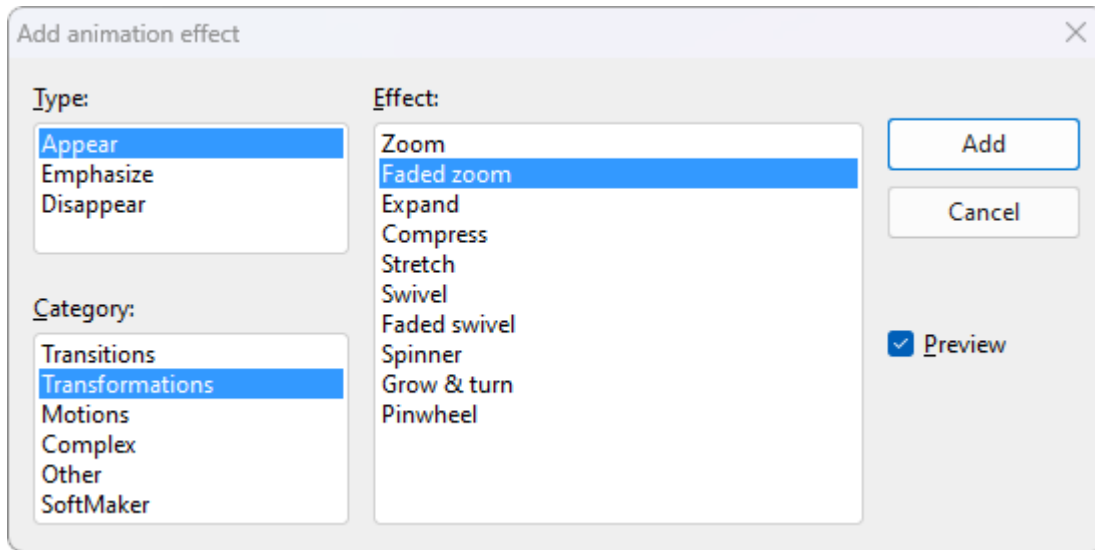 Add animation effect
Type:
Appear
Emphasize
Disappear
Category:
Transitions
Transformations
Motions
Complex
Other
SoftMaker
Effect:
Zoom
Faded zoom
Expand
Compress
Stretch
Swivel
Faded swivel
Spinner
Grow & turn
Pinwheel
Add
Cancel
Preview